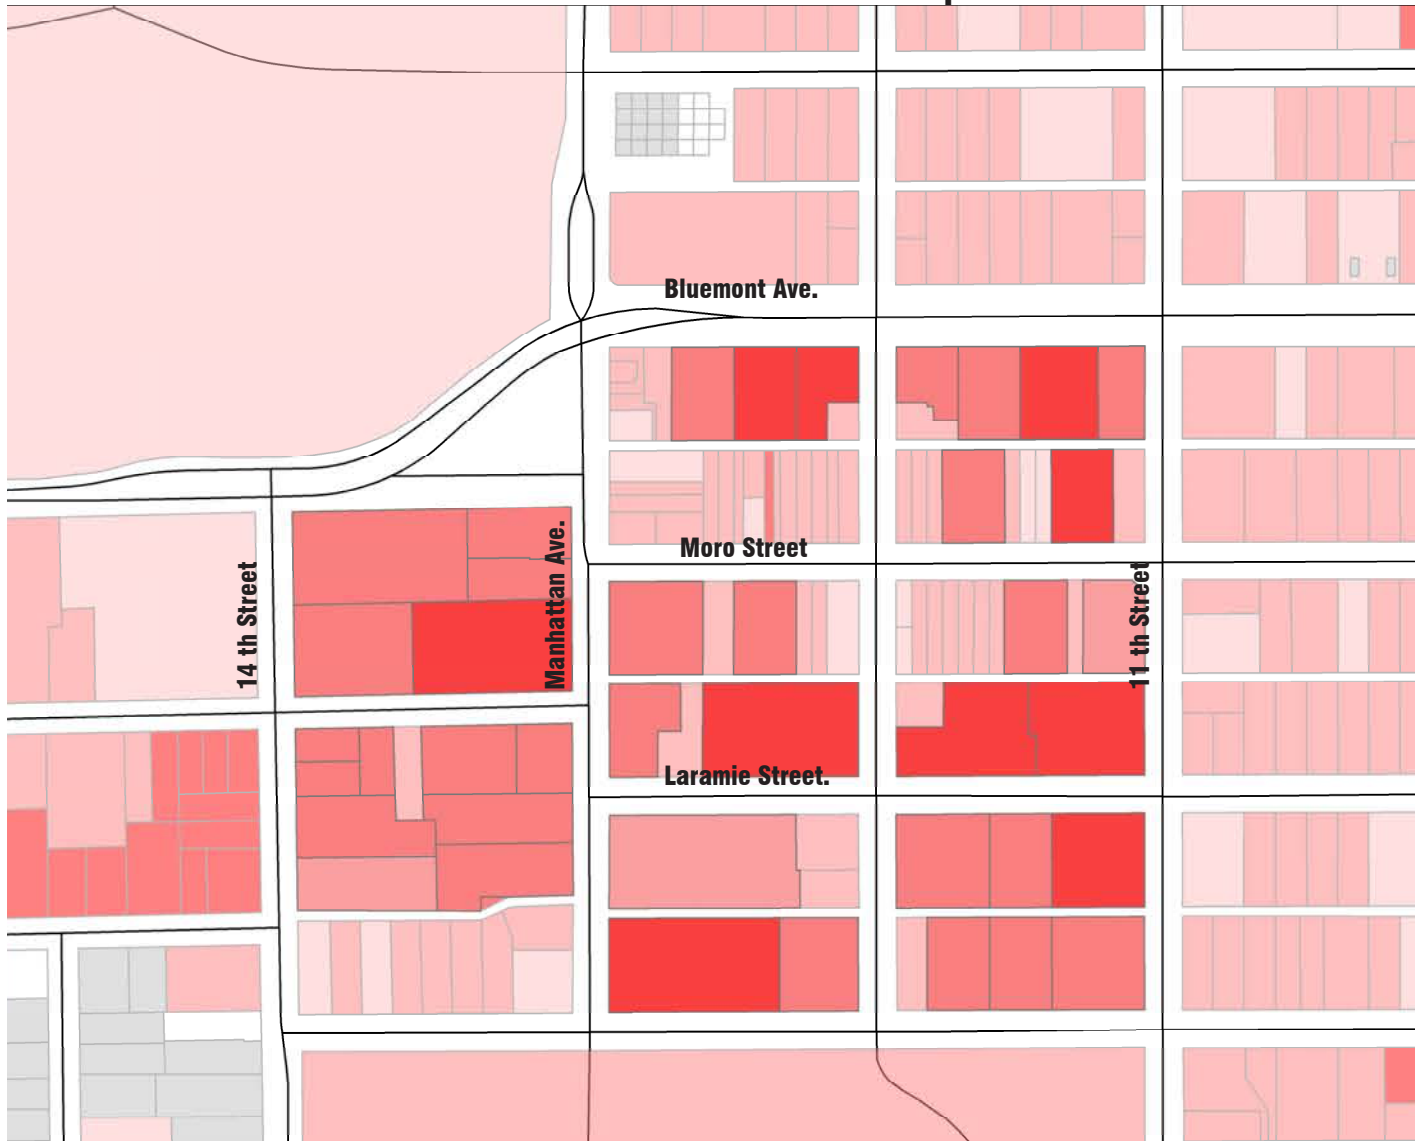 Bluemont Ave.
Moro Street
14 th Street
Manhattan Ave.
11 th Street
Laramie Street.